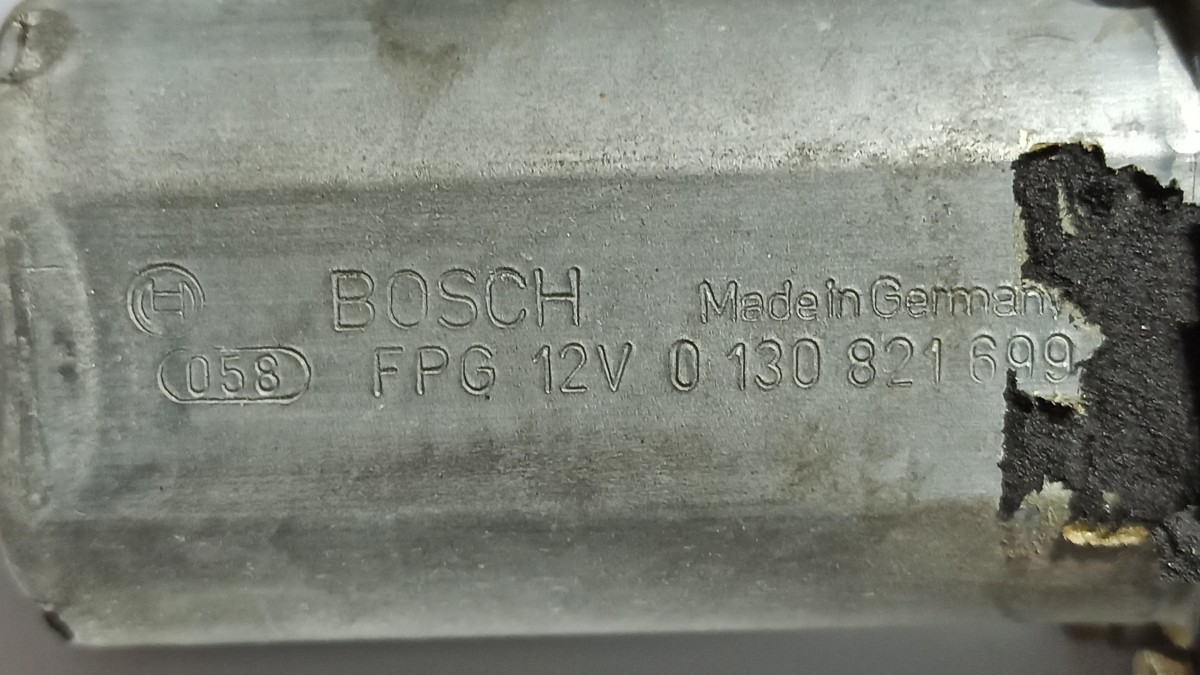 BOSCH Made in Germany
058 FPG 12V 0 130 821 699